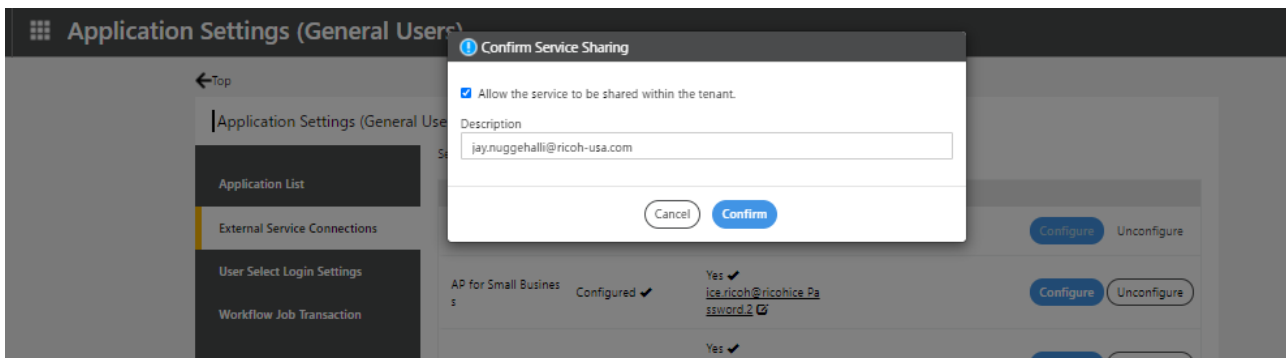 Application Settings (General Users)
Confirm Service Sharing
Top
Allow the service to be shared within the tenant.
Application Settings (General Use
Description
jay.nuggehalli@ricoh-usa.com
Se
Application List
Cancel
Confirm
External Service Connections
Configure
Unconfigure
User Select Login Settings
AP for Small Busines
s
Configured
Yes
ice.ricoh@ricohice Pa
ssword.2
Configure
Unconfigure
Workflow Job Transaction
Yes